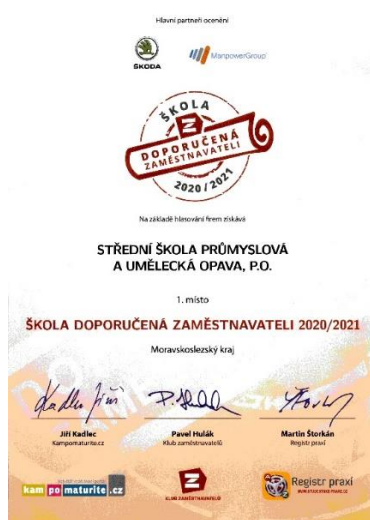 Hlavní partneři ocenění
ŠKODA
ManpowerGroup
ŠKOLA
DOPORUČENÁ
ZAMĚSTNAVATELI
2020/2021
Na základě hlasování firem získává
STŘEDNÍ ŠKOLA PRŮMYSLOVÁ
A UMĚLECKÁ OPAVA, P.O.
1. místo
ŠKOLA DOPORUČENÁ ZAMĚSTNAVATELI 2020/2021
Moravskoslezský kraj
Jiří Kadlec
Kampomaturite.cz
Pavel Hulák
Klub zaměstnavatelů
Martin Štorkán
Registr praxí
kam po maturite.cz
KLUB ZAMĚSTNAVATELŮ
Registr praxí